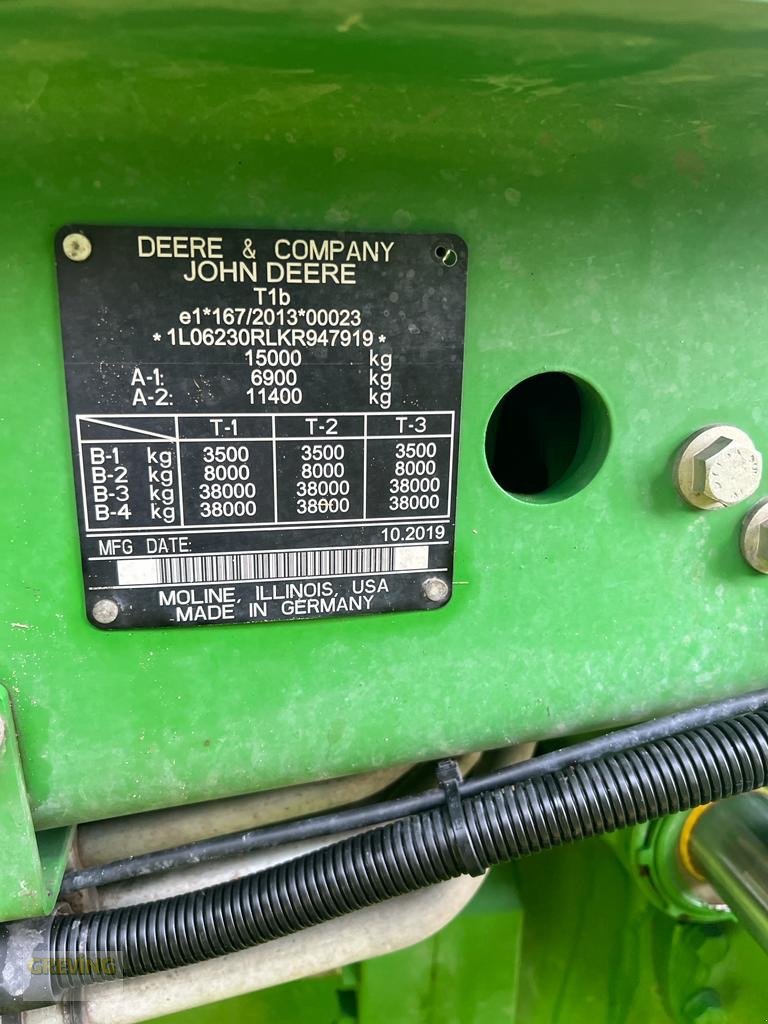 DEERE & COMPANY
JOHN DEERE
T1b
e1*167/2013*00023
*1L06230RLKR947919*
15000 kg
A-1: 6900 kg
A-2: 11400 kg
T-1 T-2 T-3
B-1 kg 3500 3500 3500
B-2 kg 8000 8000 8000
B-3 kg 38000 38000 38000
B-4 kg 38000 38000 38000
MFG DATE: 10.2019
MOLINE, ILLINOIS, USA
MADE IN GERMANY
GREVING